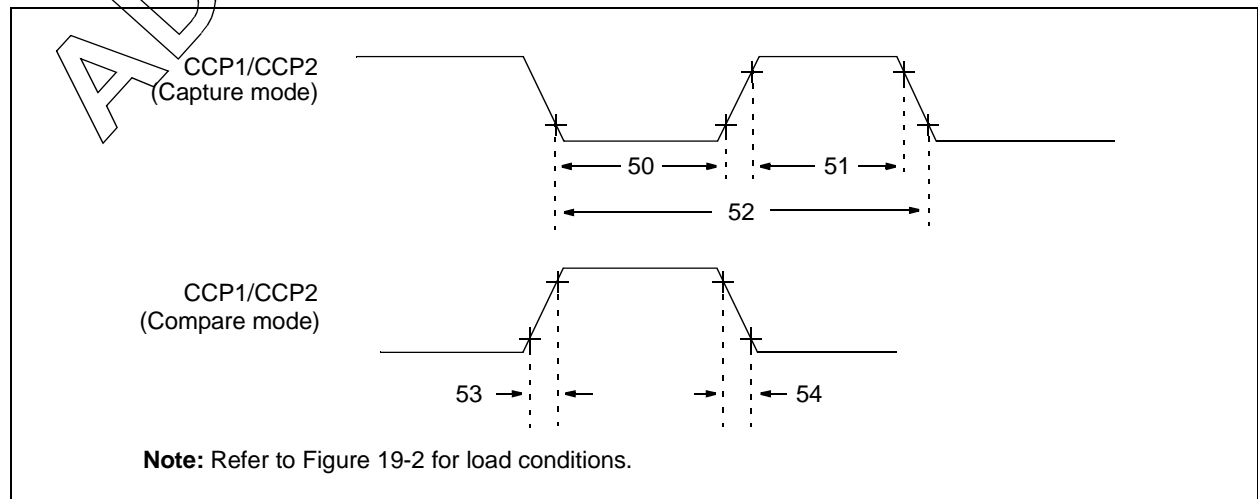 CCP1/CCP2
(Capture mode)
50
51
52
CCP1/CCP2
(Compare mode)
53
54
Note: Refer to Figure 19-2 for load conditions.